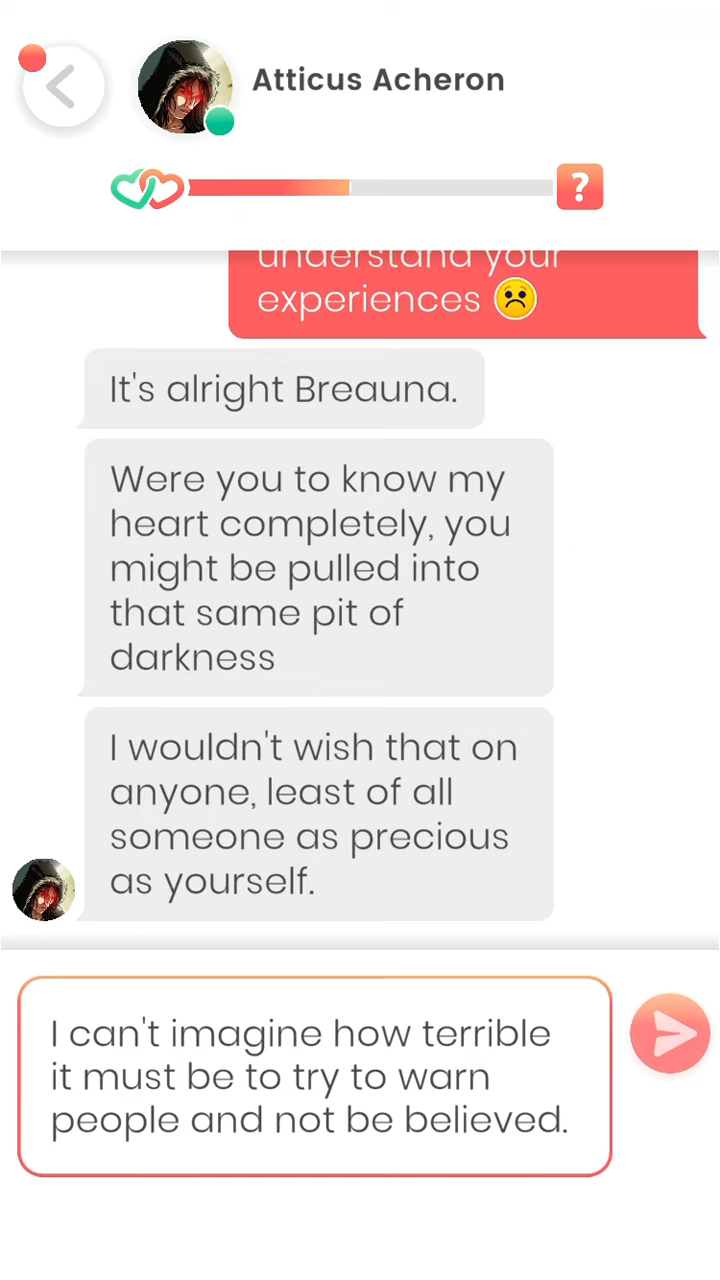 Atticus Acheron
?
understand your
experiences ☹️
It's alright Breauna.
Were you to know my
heart completely, you
might be pulled into
that same pit of
darkness
I wouldn't wish that on
anyone, least of all
someone as precious
as yourself.
I can't imagine how terrible
it must be to try to warn
people and not be believed.